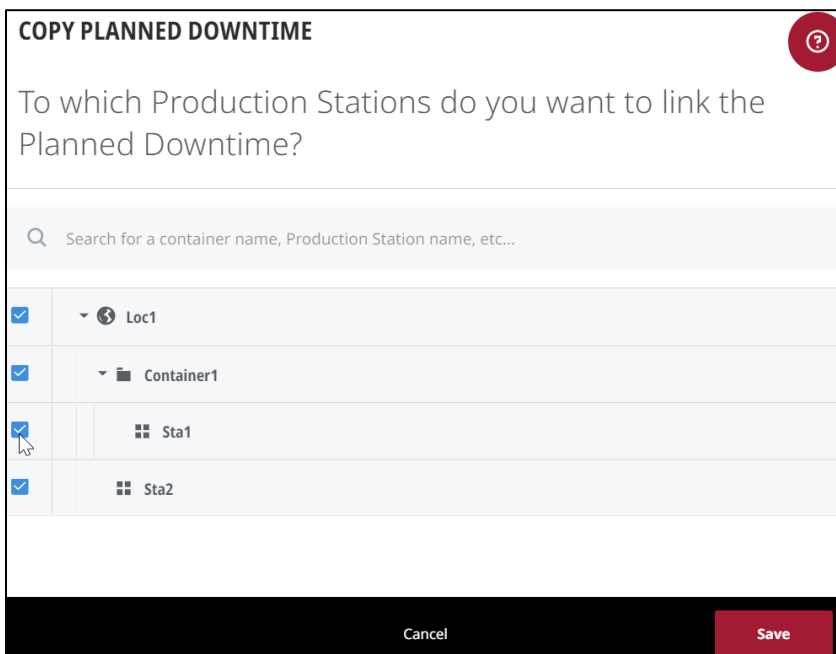 COPY PLANNED DOWNTIME
To which Production Stations do you want to link the
Planned Downtime?
Search for a container name, Production Station name, etc...
Loc1
Container1
Sta1
Sta2
Cancel
Save